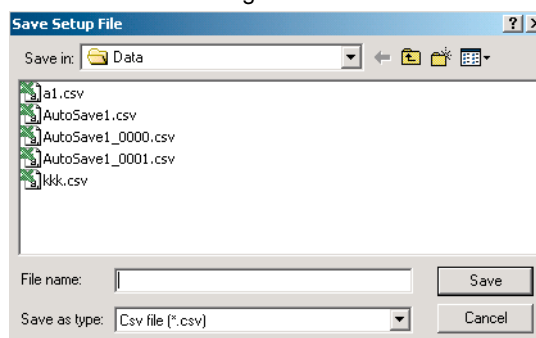 Save Setup File
Save in: Data
a1.csv
AutoSave1.csv
AutoSave1_0000.csv
AutoSave1_0001.csv
kkk.csv
File name: Save
Save as type: Csv file (*.csv) Cancel